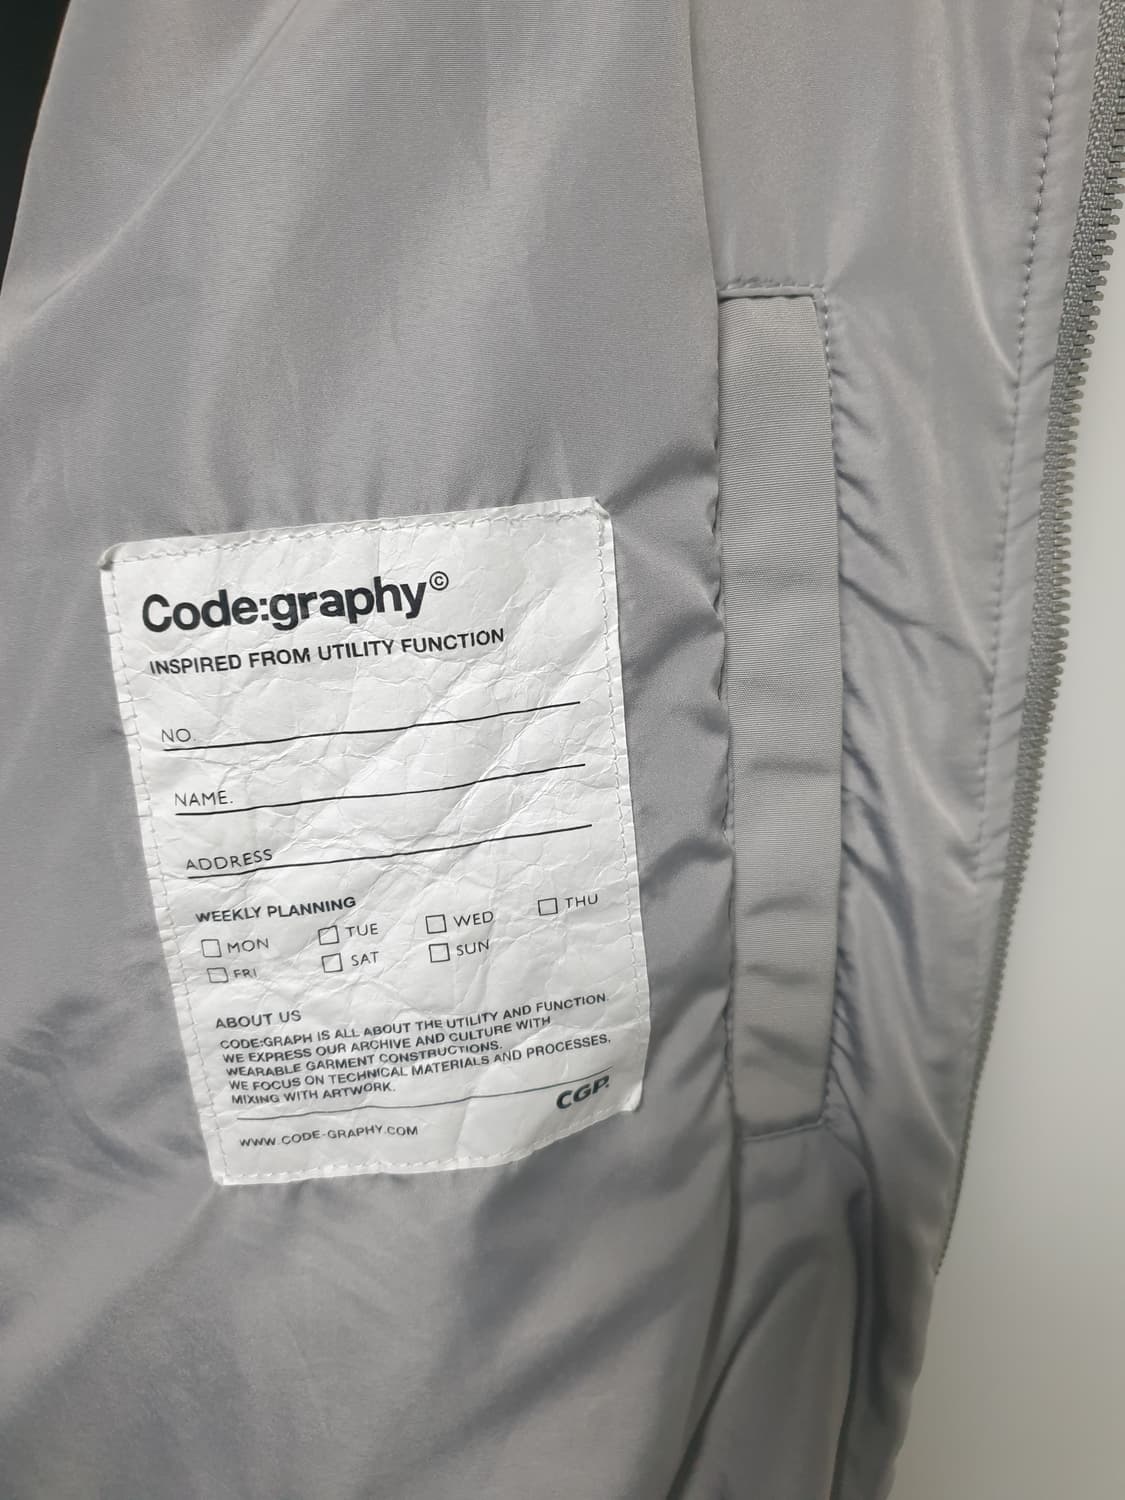 Code:graphy©
INSPIRED FROM UTILITY FUNCTION
NO.
NAME.
ADDRESS
WEEKLY PLANNING
☐ MON ☐ TUE ☐ WED ☐ THU
☐ FRI ☐ SAT ☐ SUN
ABOUT US
CODE:GRAPH IS ALL ABOUT THE UTILITY AND FUNCTION.
WE EXPRESS OUR ARCHIVE AND CULTURE WITH
WEARABLE GARMENT CONSTRUCTIONS.
WE FOCUS ON TECHNICAL MATERIALS AND PROCESSES,
MIXING WITH ARTWORK.
CGP.
WWW.CODE-GRAPHY.COM